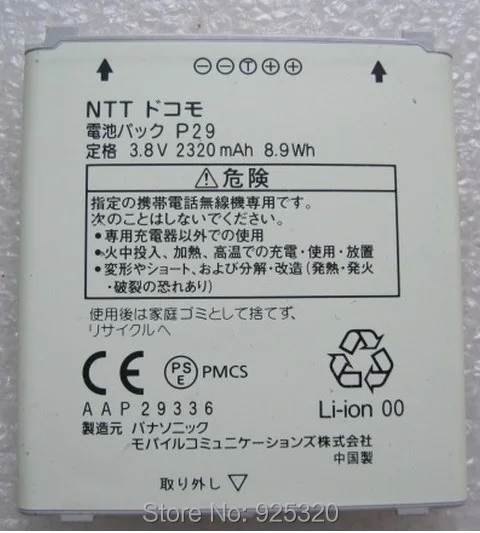 ⊖⊖Ⓣ⊕⊕
NTT ドコモ
電池パック P29
定格 3.8V 2320mAh 8.9Wh
⚠危険
指定の携帯電話無線機専用です。
次のことはしないでください。
•専用充電器以外での使用
•火中投入、加熱、高温での充電・使用・放置
•変形やショート、および分解・改造(発熱・発火
・破裂の恐れあり)
使用後は家庭ゴミとして捨てず、
リサイクルへ
CE PSE PMCS
AAP29336
Li-ion 00
製造元 パナソニック
モバイルコミュニケーションズ株式会社
中国製
取り外し▽
Store No: 925320